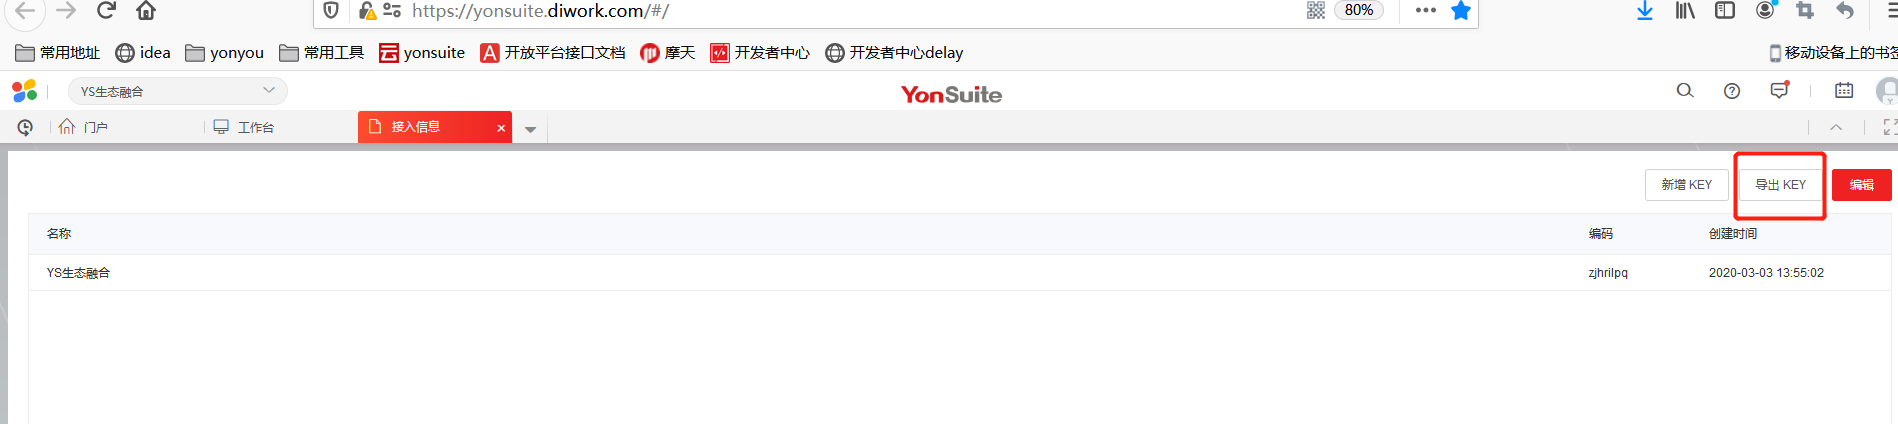 https://yonsuite.diwork.com/#/ 80%
常用地址 idea yonyou 常用工具 yonsuite 开放平台接口文档 摩天 开发者中心 开发者中心delay 移动设备上的书签
YS生态融合 YonSuite
门户 工作台 接入信息
新增 KEY 导出 KEY 编辑
名称 编码 创建时间
YS生态融合 zjhrilpq 2020-03-03 13:55:02